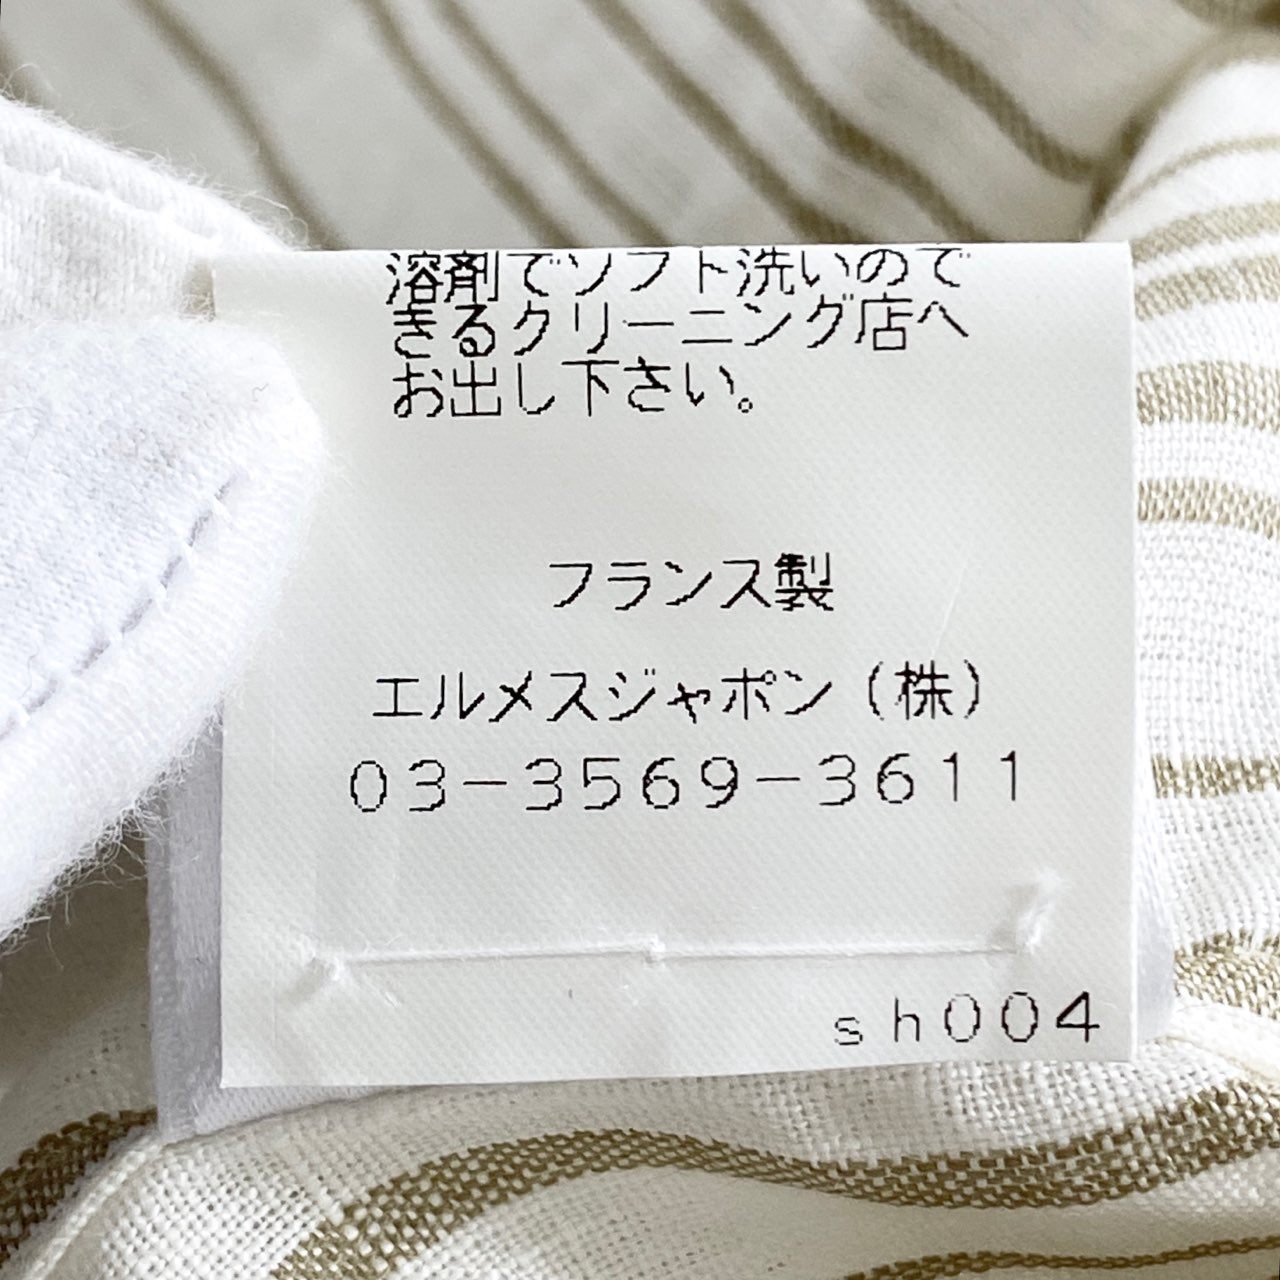 溶剤でソフト洗いので
きるクリーニング店へ
お出し下さい。
フランス製
エルメスジャポン(株)
03-3569-3611
sh004